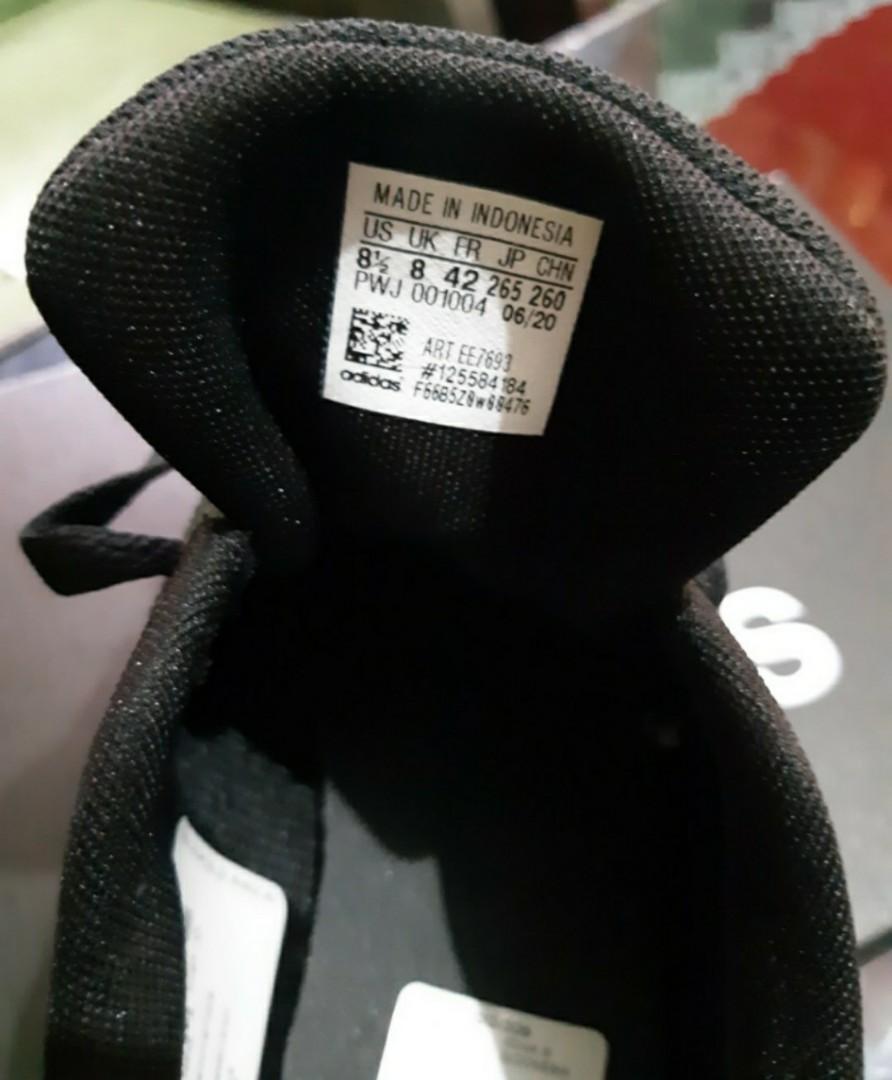 MADE IN INDONESIA
US UK FR JP CHN
8½ 8 42 265 260
PWJ 001004 06/20
ART EE7693
#125584184
adidas
S